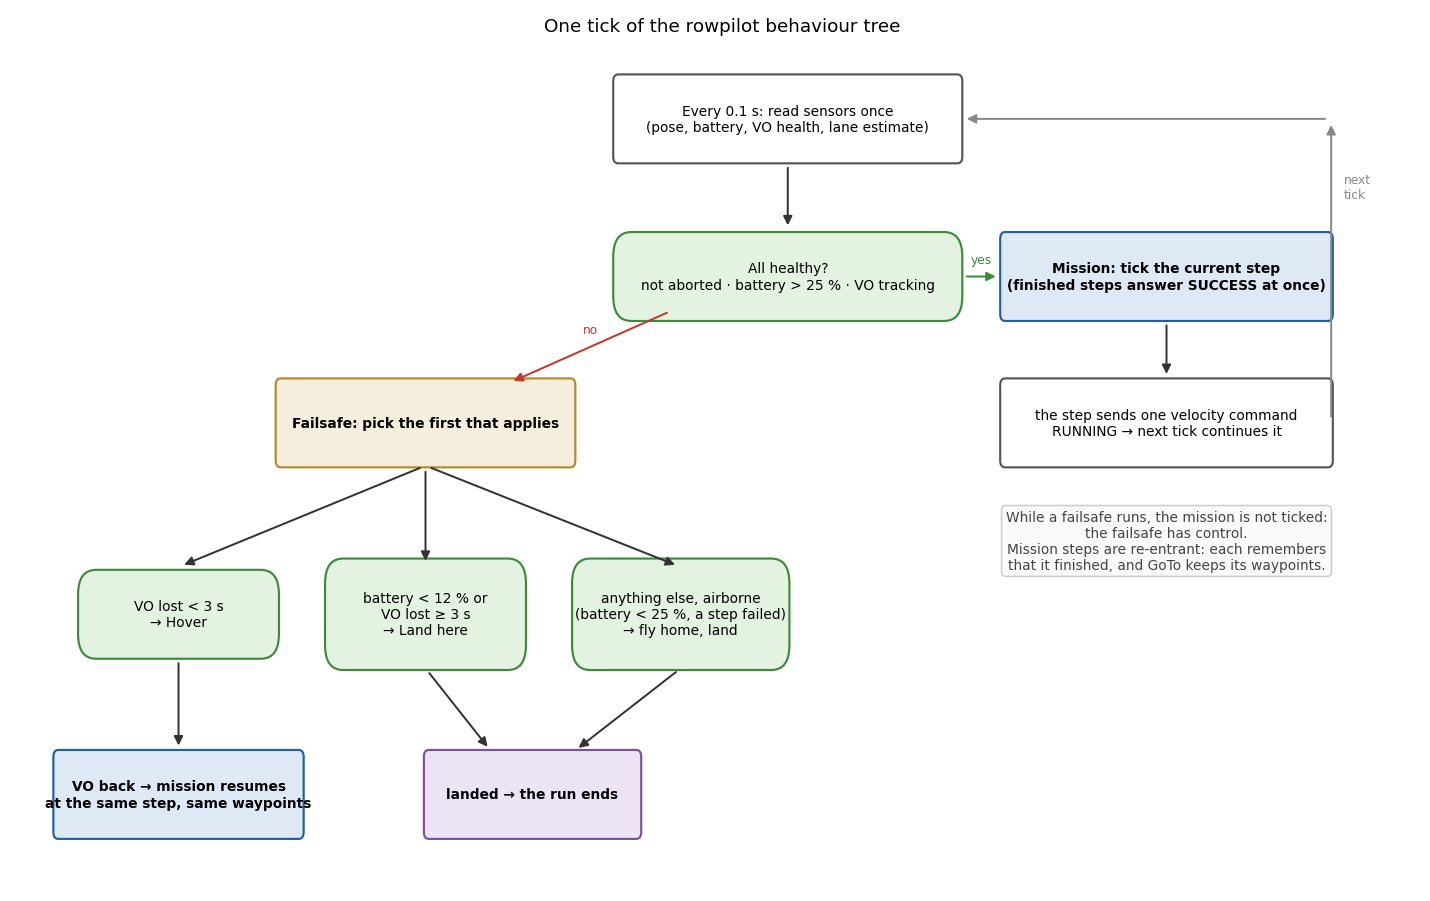 One tick of the rowpilot behaviour tree
Every 0.1 s: read sensors once
(pose, battery, VO health, lane estimate)
next
tick
All healthy?
not aborted · battery > 25 % · VO tracking
yes
Mission: tick the current step
(finished steps answer SUCCESS at once)
no
Failsafe: pick the first that applies
the step sends one velocity command
RUNNING → next tick continues it
While a failsafe runs, the mission is not ticked:
the failsafe has control.
Mission steps are re-entrant: each remembers
that it finished, and GoTo keeps its waypoints.
VO lost < 3 s
→ Hover
battery < 12 % or
VO lost ≥ 3 s
→ Land here
anything else, airborne
(battery < 25 %, a step failed)
→ fly home, land
VO back → mission resumes
at the same step, same waypoints
landed → the run ends